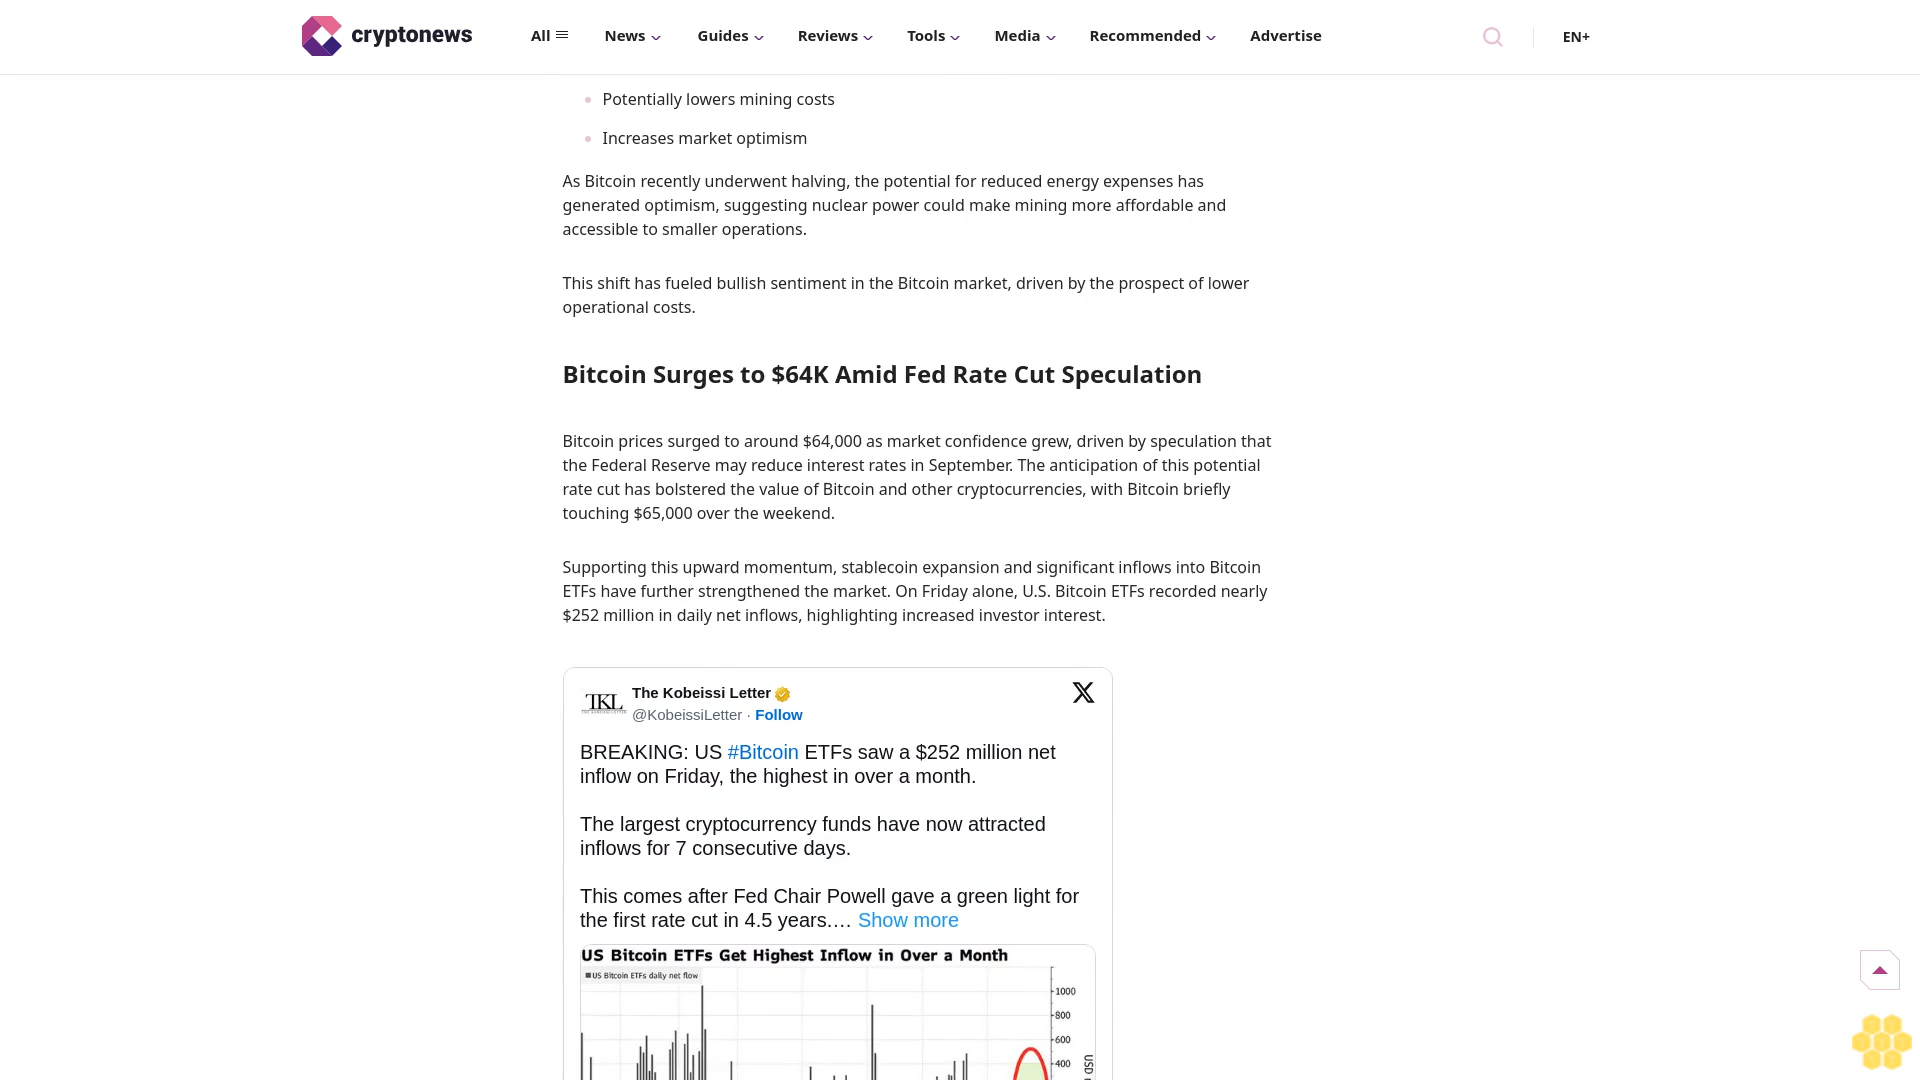 cryptonews
All
News
Guides
Reviews
Tools
Media
Recommended
Advertise
EN+
Potentially lowers mining costs
Increases market optimism
As Bitcoin recently underwent halving, the potential for reduced energy expenses has
generated optimism, suggesting nuclear power could make mining more affordable and
accessible to smaller operations.
This shift has fueled bullish sentiment in the Bitcoin market, driven by the prospect of lower
operational costs.
Bitcoin Surges to $64K Amid Fed Rate Cut Speculation
Bitcoin prices surged to around $64,000 as market confidence grew, driven by speculation that
the Federal Reserve may reduce interest rates in September. The anticipation of this potential
rate cut has bolstered the value of Bitcoin and other cryptocurrencies, with Bitcoin briefly
touching $65,000 over the weekend.
Supporting this upward momentum, stablecoin expansion and significant inflows into Bitcoin
ETFs have further strengthened the market. On Friday alone, U.S. Bitcoin ETFs recorded nearly
$252 million in daily net inflows, highlighting increased investor interest.
TKL
The Kobeissi Letter
@KobeissiLetter · Follow
BREAKING: US #Bitcoin ETFs saw a $252 million net
inflow on Friday, the highest in over a month.
The largest cryptocurrency funds have now attracted
inflows for 7 consecutive days.
This comes after Fed Chair Powell gave a green light for
the first rate cut in 4.5 years.… Show more
US Bitcoin ETFs Get Highest Inflow in Over a Month
US Bitcoin ETFs daily net flow
1000
800
600
400
USD